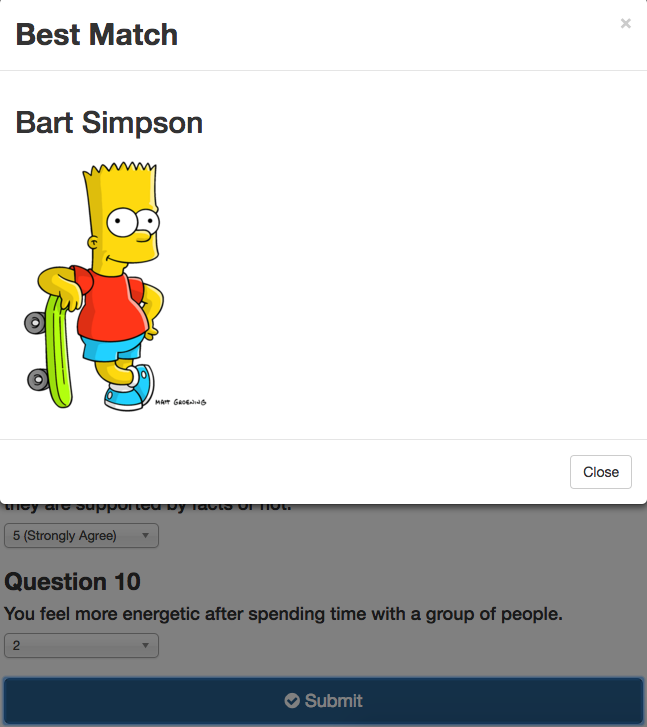 Best Match
×
Bart Simpson
MATT GROENING
Close
they are supported by facts or not.
5 (Strongly Agree)
Question 10
You feel more energetic after spending time with a group of people.
2
Submit